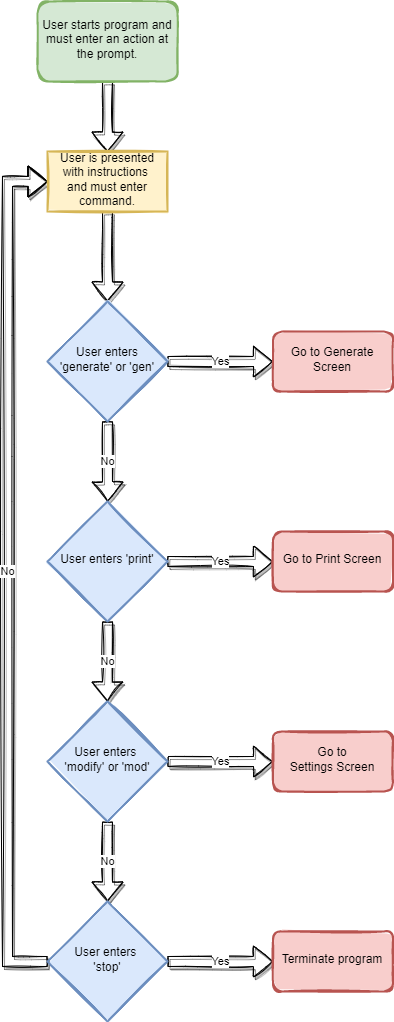 User starts program and
must enter an action at
the prompt.
User is presented
with instructions
and must enter
command.
User enters
'generate' or 'gen'
Yes
Go to Generate
Screen
No
User enters 'print'
Yes
Go to Print Screen
No
No
User enters
'modify' or 'mod'
Yes
Go to
Settings Screen
No
User enters
'stop'
Yes
Terminate program